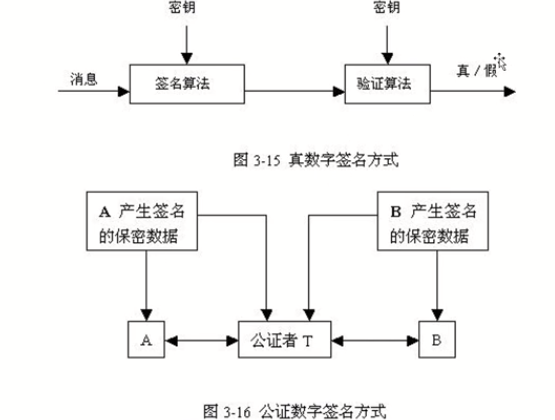 密钥
密钥
消息
签名算法
验证算法
真/假
图 3-15 真数字签名方式
A 产生签名
的保密数据
B 产生签名
的保密数据
A
公证者 T
B
图 3-16 公证数字签名方式